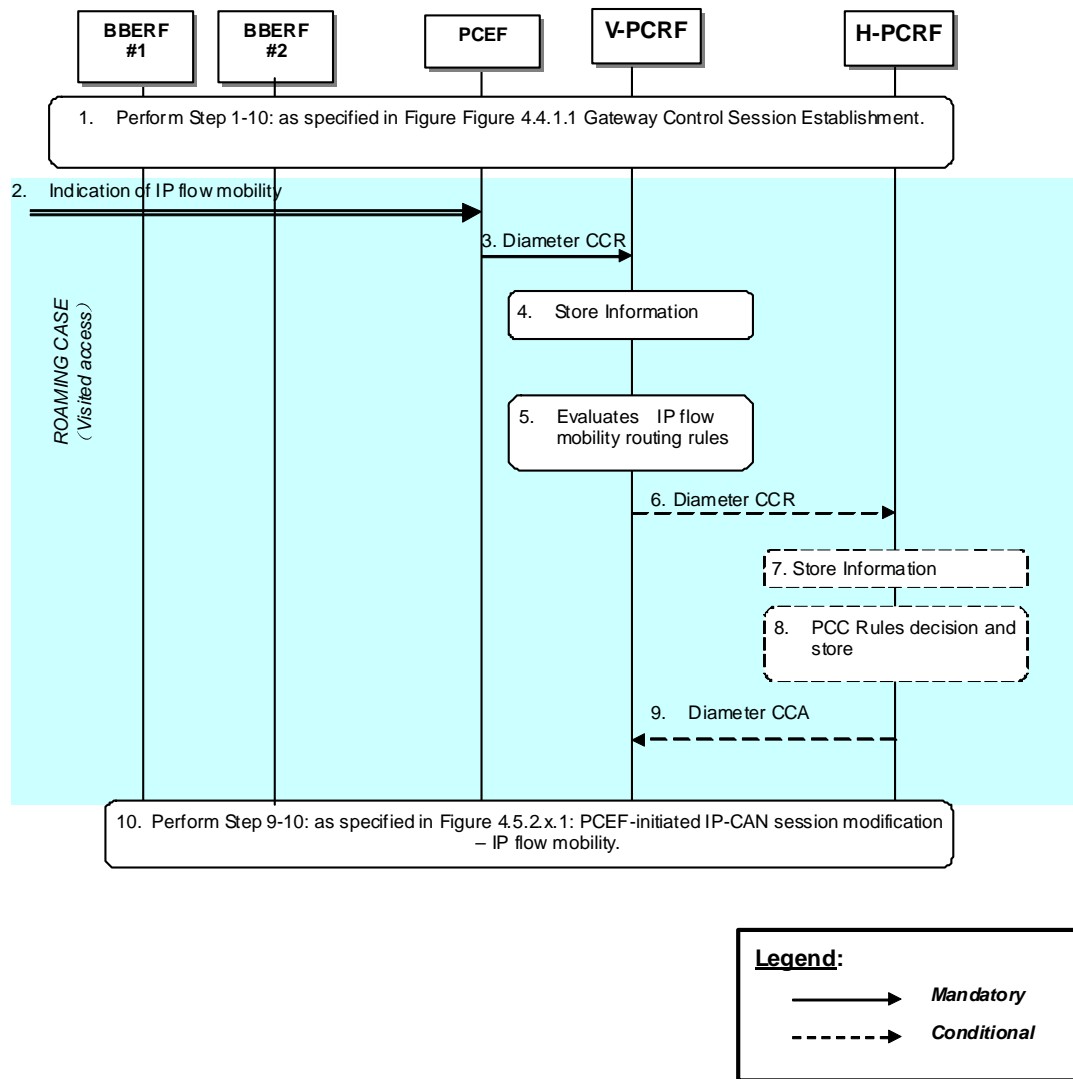 BBERF
#1
BBERF
#2
PCEF
V-PCRF
H-PCRF
1. Perform Step 1-10: as specified in Figure Figure 4.4.1.1 Gateway Control Session Establishment.
2. Indication of IP flow mobility
3. Diameter CCR
ROAMING CASE
(Visited access)
4. Store Information
5. Evaluates IP flow
mobility routing rules
6. Diameter CCR
7. Store Information
8. PCC Rules decision and
store
9. Diameter CCA
10. Perform Step 9-10: as specified in Figure 4.5.2.x.1: PCEF-initiated IP-CAN session modification
– IP flow mobility.
Legend:
Mandatory
Conditional